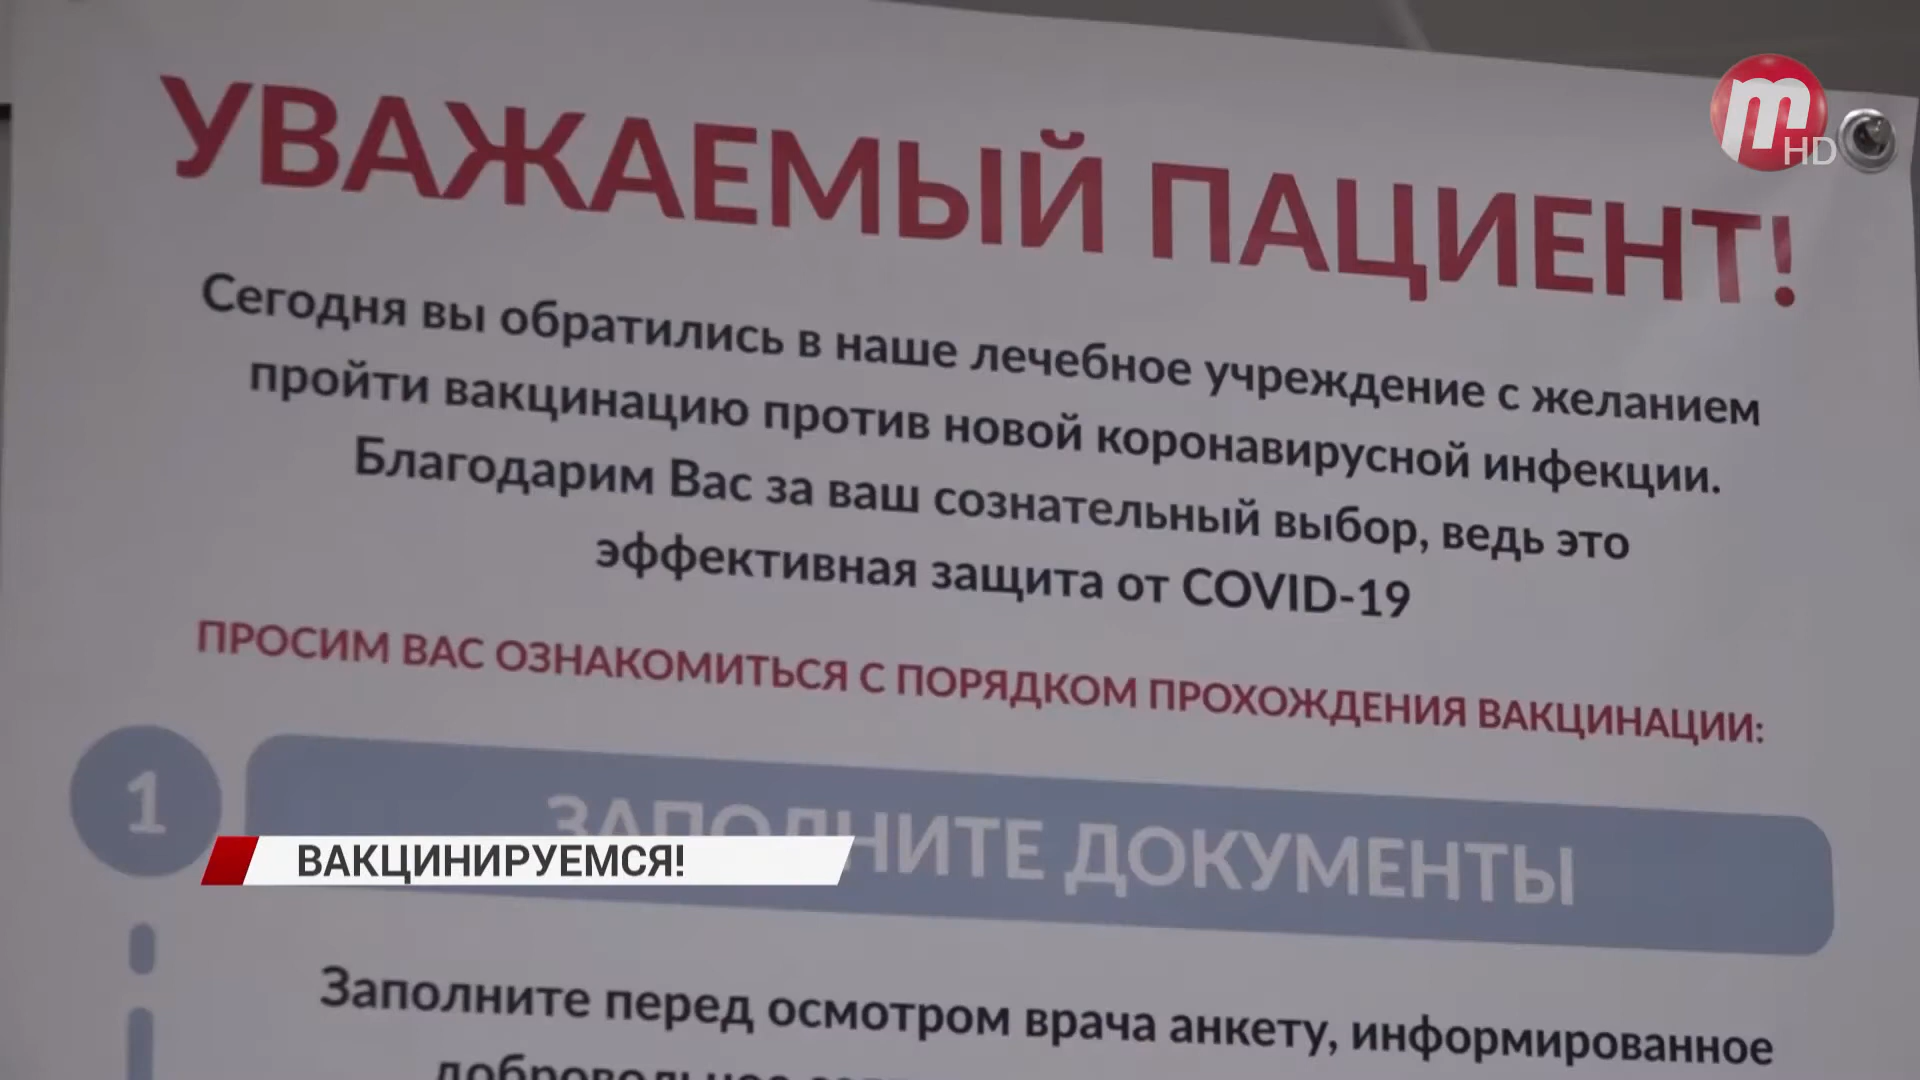 m HD
УВАЖАЕМЫЙ ПАЦИЕНТ!
Сегодня вы обратились в наше лечебное учреждение с желанием
пройти вакцинацию против новой коронавирусной инфекции.
Благодарим Вас за ваш сознательный выбор, ведь это
эффективная защита от COVID-19
ПРОСИМ ВАС ОЗНАКОМИТЬСЯ С ПОРЯДКОМ ПРОХОЖДЕНИЯ ВАКЦИНАЦИИ:
1
ЗАПОЛНИТЕ ДОКУМЕНТЫ
ВАКЦИНИРУЕМСЯ!
Заполните перед осмотром врача анкету, информированное